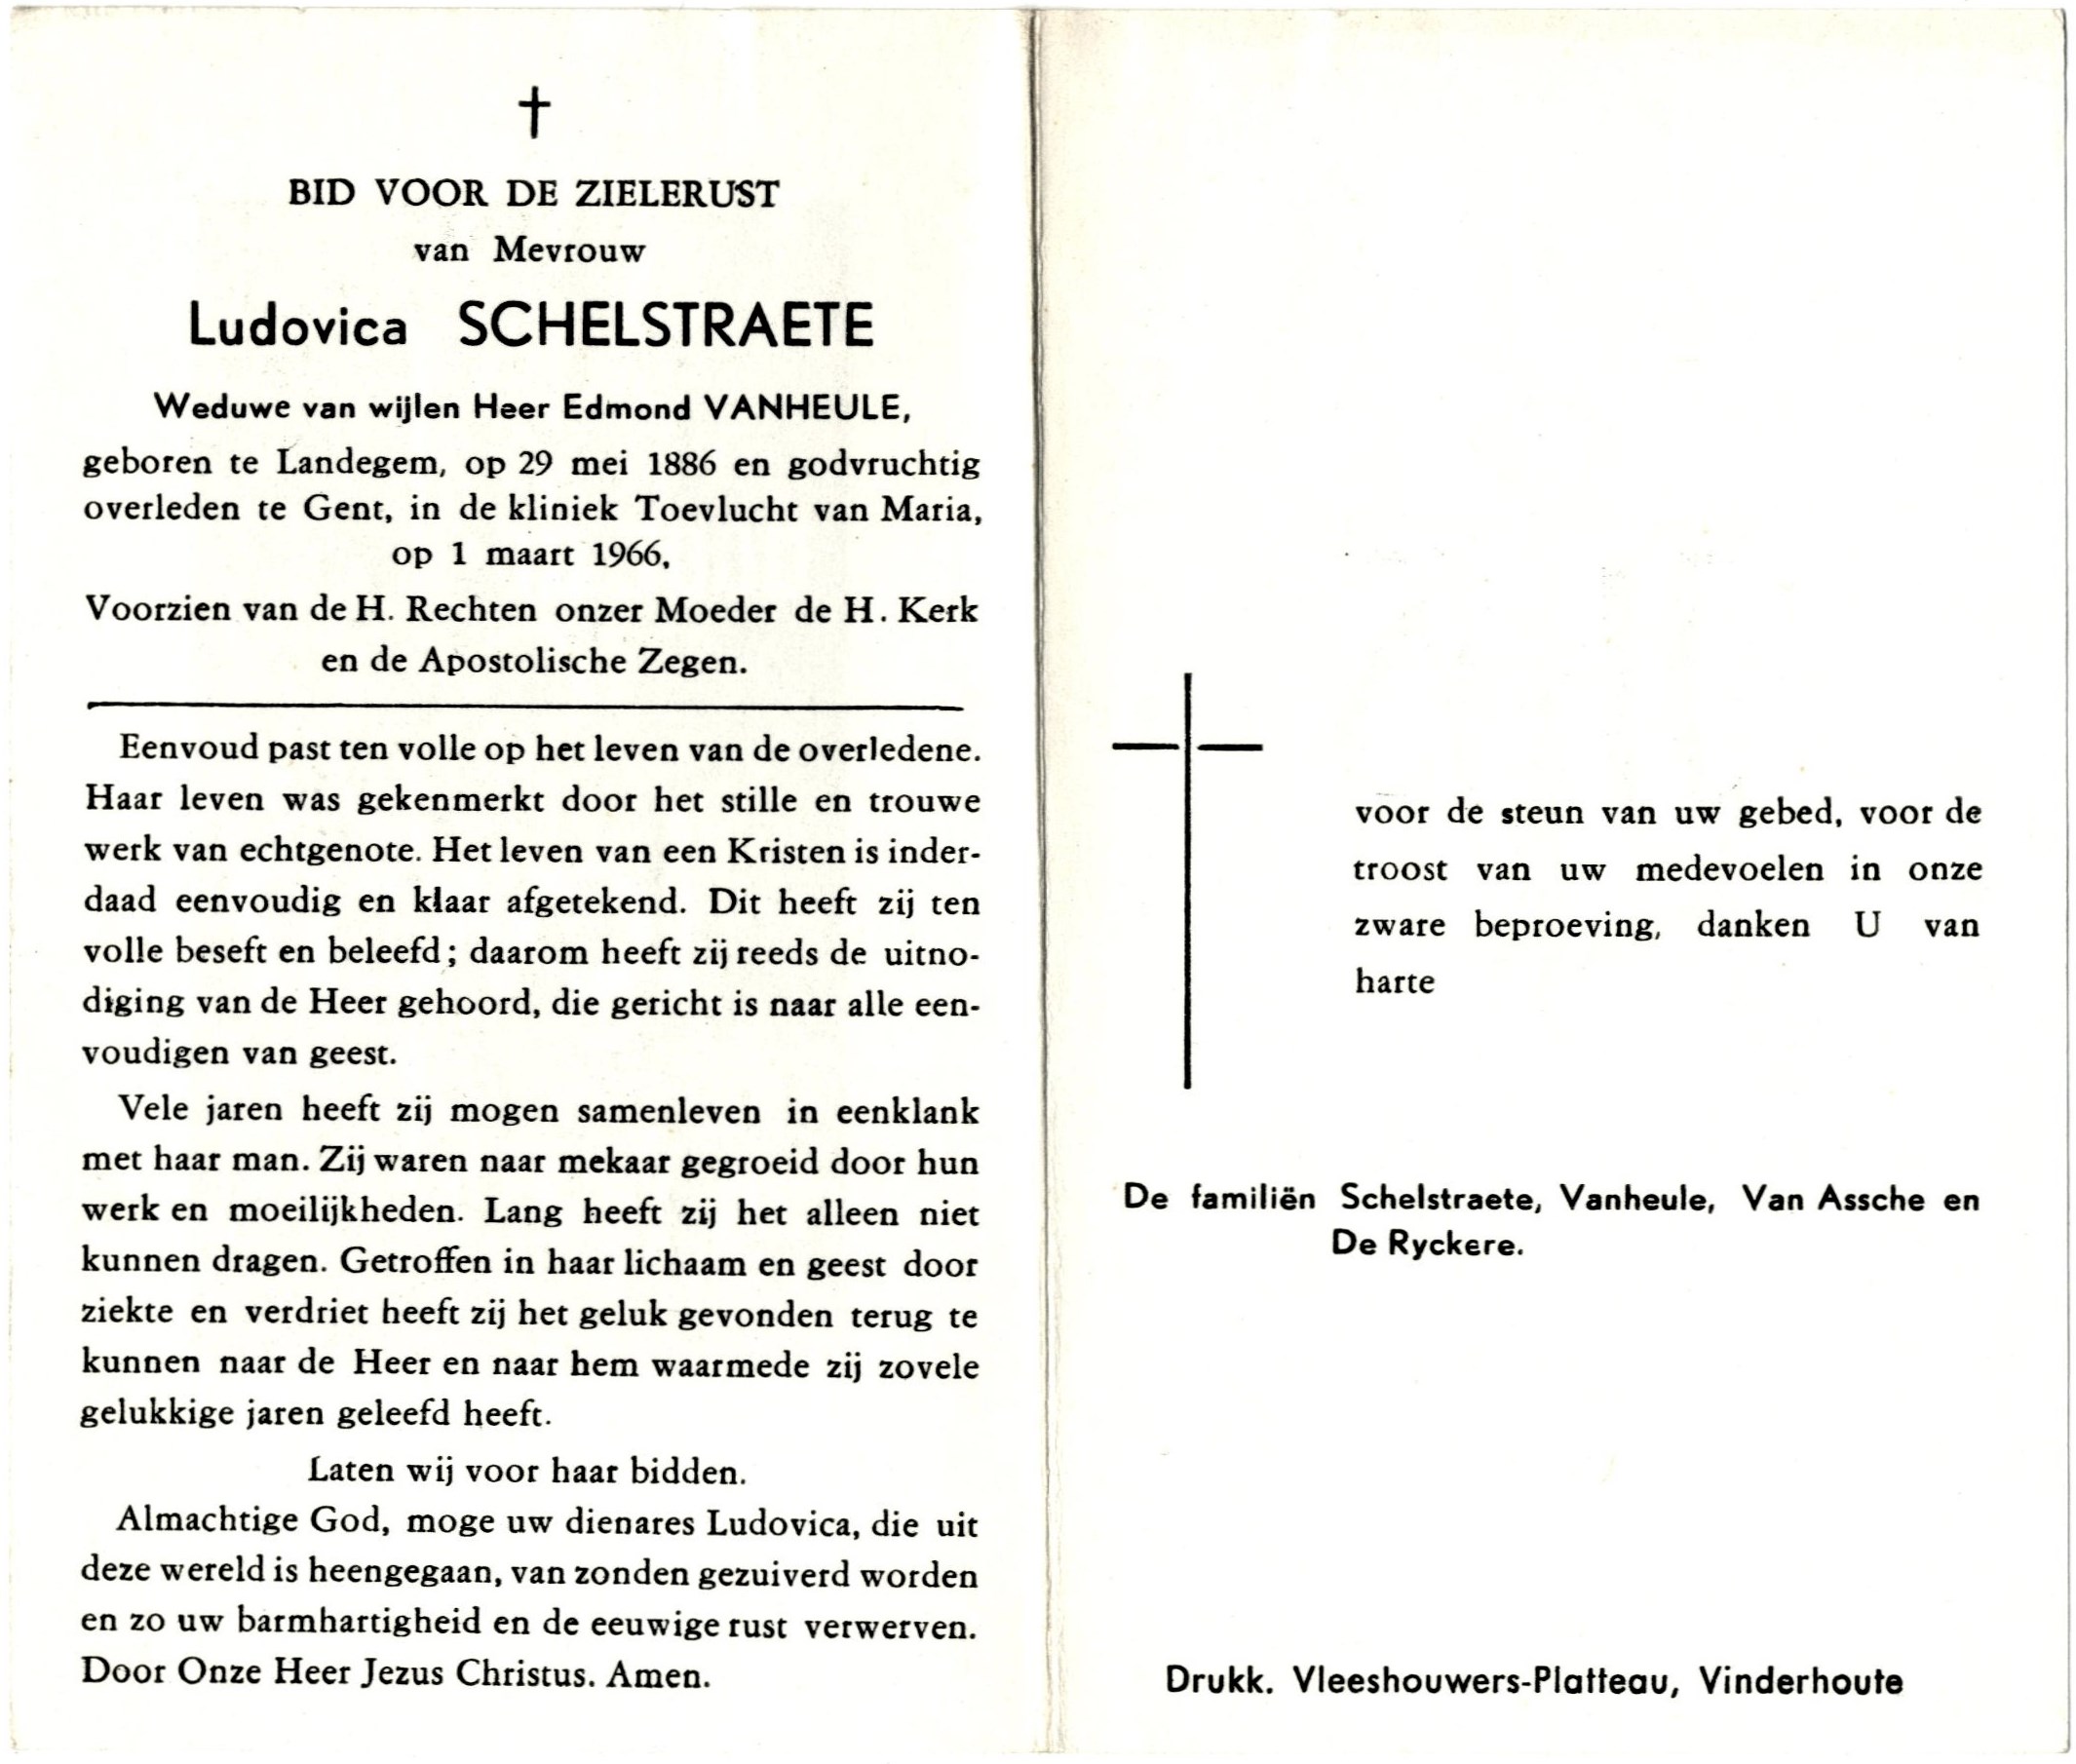 BID VOOR DE ZIELERUST
van Mevrouw
Ludovica SCHELSTRAETE
Weduwe van wijlen Heer Edmond VANHEULE,
geboren te Landegem, op 29 mei 1886 en godvruchtig
overleden te Gent, in de kliniek Toevlucht van Maria,
op 1 maart 1966,
Voorzien van de H. Rechten onzer Moeder de H. Kerk
en de Apostolische Zegen.
Eenvoud past ten volle op het leven van de overledene.
Haar leven was gekenmerkt door het stille en trouwe
werk van echtgenote. Het leven van een Kristen is inder-
daad eenvoudig en klaar afgetekend. Dit heeft zij ten
volle beseft en beleefd; daarom heeft zij reeds de uitno-
diging van de Heer gehoord, die gericht is naar alle een-
voudigen van geest.
Vele jaren heeft zij mogen samenleven in eenklank
met haar man. Zij waren naar mekaar gegroeid door hun
werk en moeilijkheden. Lang heeft zij het alleen niet
kunnen dragen. Getroffen in haar lichaam en geest door
ziekte en verdriet heeft zij het geluk gevonden terug te
kunnen naar de Heer en naar hem waarmede zij zovele
gelukkige jaren geleefd heeft.
Laten wij voor haar bidden.
Almachtige God, moge uw dienares Ludovica, die uit
deze wereld is heengegaan, van zonden gezuiverd worden
en zo uw barmhartigheid en de eeuwige rust verwerven.
Door Onze Heer Jezus Christus. Amen.
voor de steun van uw gebed, voor de
troost van uw medevoelen in onze
zware beproeving, danken U van
harte
De familiën Schelstraete, Vanheule, Van Assche en
De Ryckere.
Drukk. Vleeshouwers-Platteau, Vinderhoute